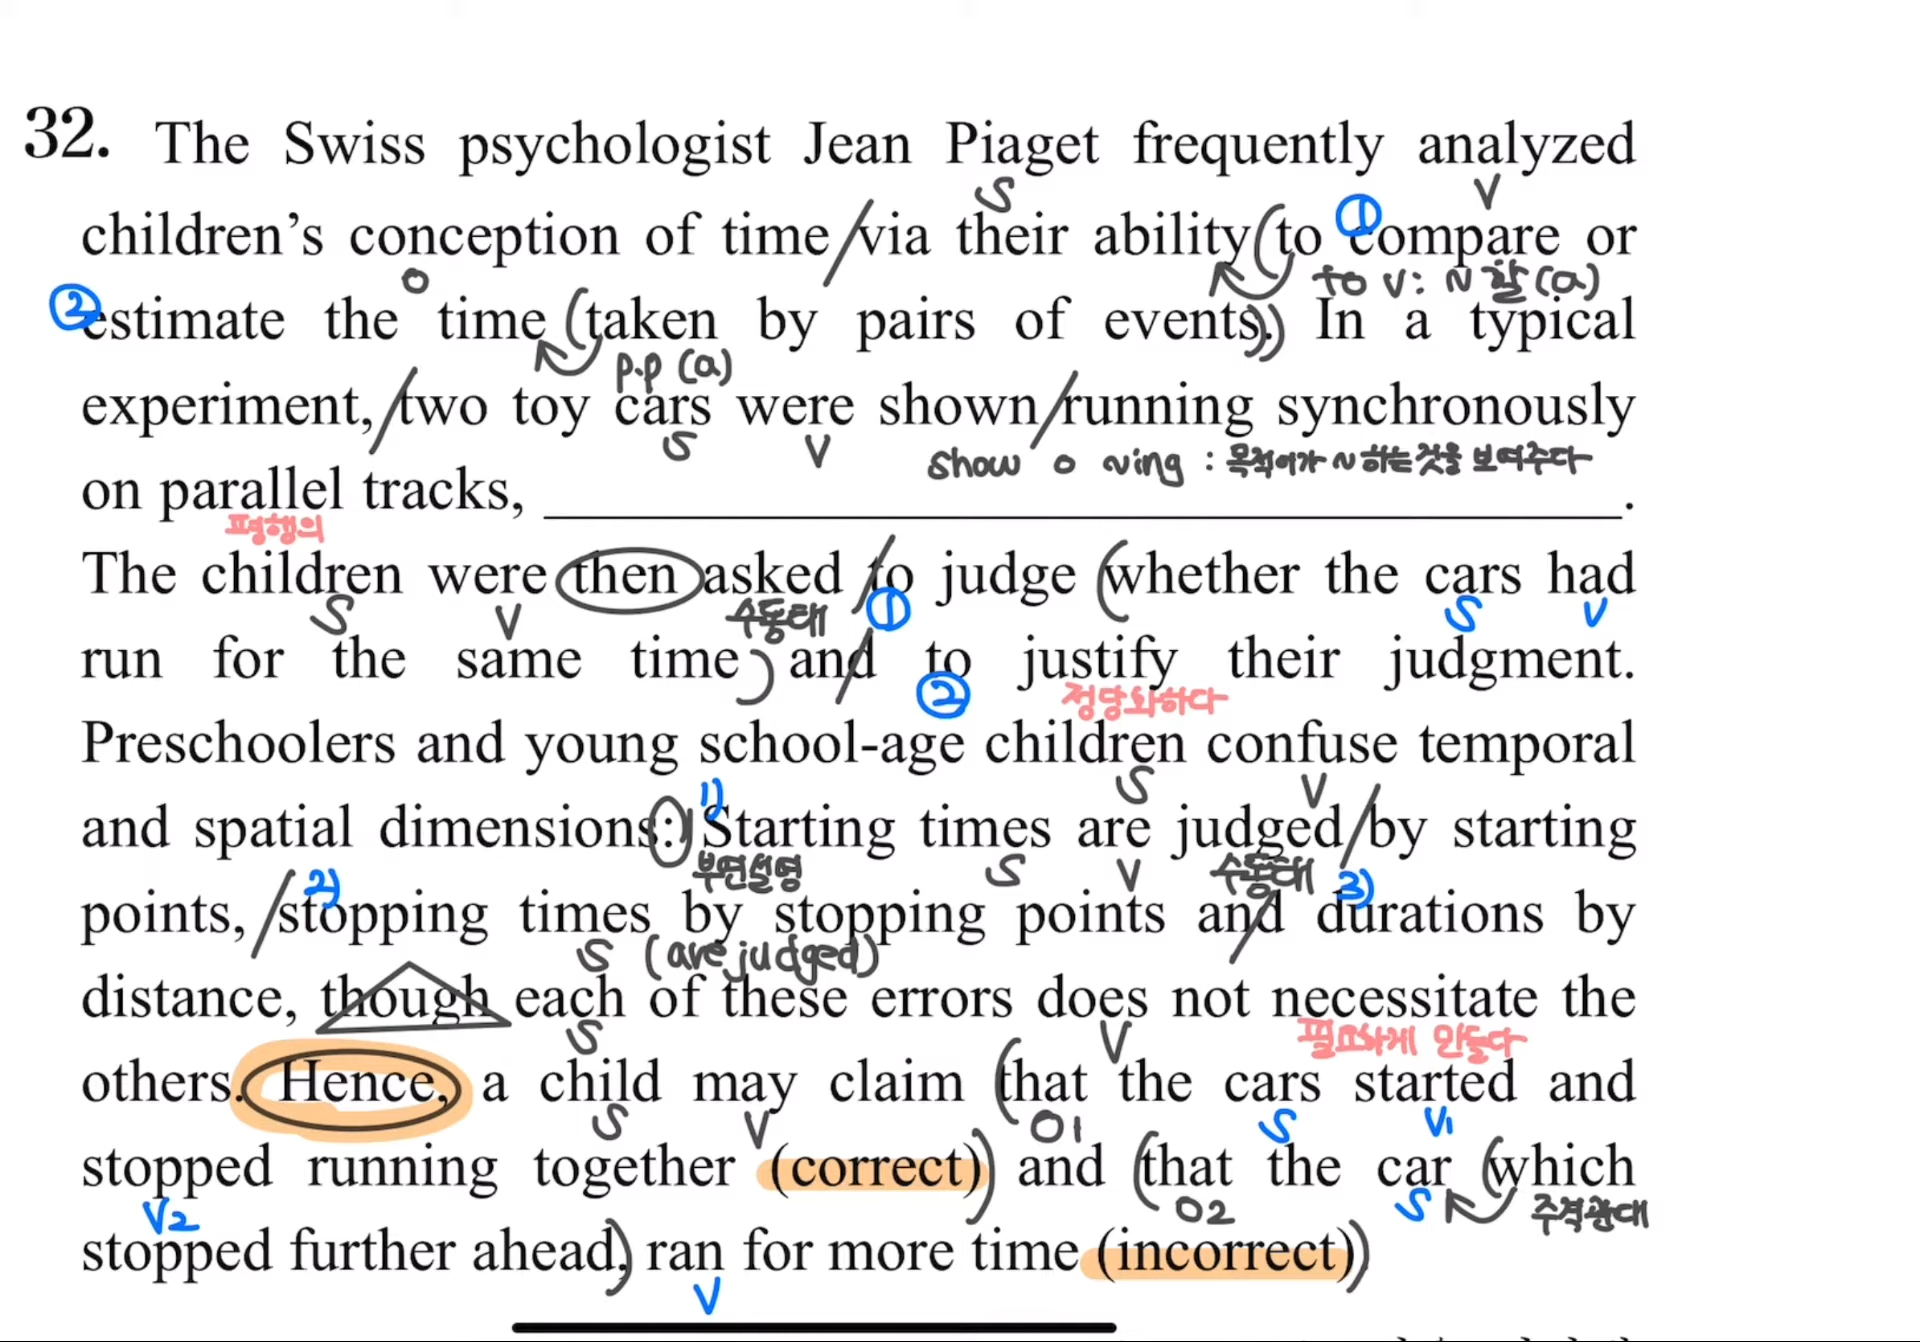 32. The Swiss psychologist Jean Piaget frequently analyzed
S V
children's conception of time / via their ability (to ① compare or
O to V: ~할 (a)
② estimate the time (taken by pairs of events)). In a typical
p.p (a)
experiment, / two toy cars were shown / running synchronously
S V show o ~ing : 목적어가 ~하는것을 보여주다
on parallel tracks, ____________________.
평행의
The children were then asked / to judge (whether the cars had
S V 수동태 ① S V
run for the same time) and / to justify their judgment.
② 정당화하다
Preschoolers and young school-age children confuse temporal
S V
and spatial dimensions: 1) Starting times are judged / by starting
부연설명 S V 수동태
points, / 2) stopping times by stopping points and / 3) durations by
S (are judged)
distance, though each of these errors does not necessitate the
S V 필요하게 만들다
others. Hence, a child may claim (that the cars started and
S V O1 S V1
stopped running together (correct)) and (that the car (which
V2 O2 S 주격관대
stopped further ahead,) ran for more time (incorrect))
V